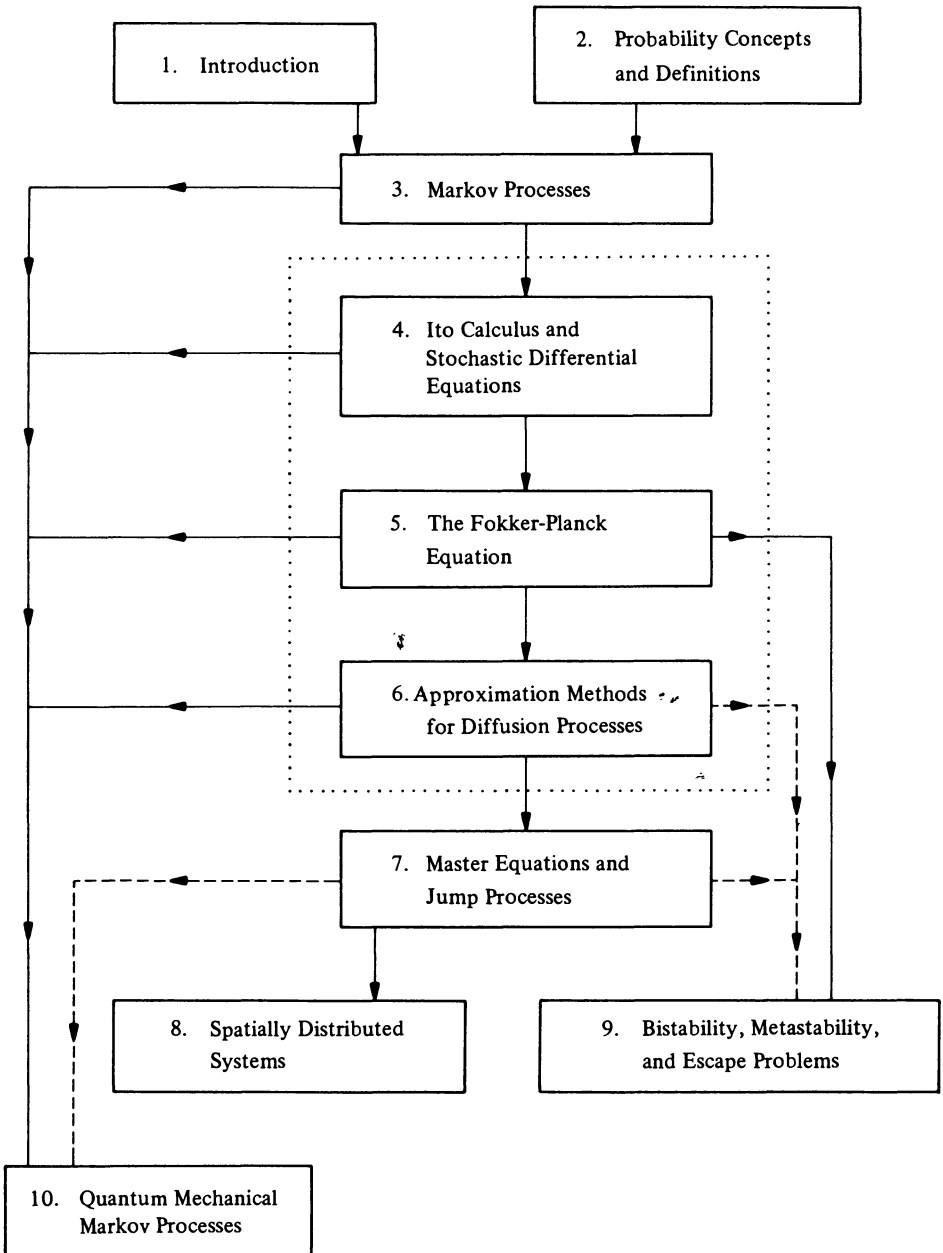 1. Introduction
2. Probability Concepts
and Definitions
3. Markov Processes
4. Ito Calculus and
Stochastic Differential
Equations
5. The Fokker-Planck
Equation
6. Approximation Methods
for Diffusion Processes
7. Master Equations and
Jump Processes
8. Spatially Distributed
Systems
9. Bistability, Metastability,
and Escape Problems
10. Quantum Mechanical
Markov Processes